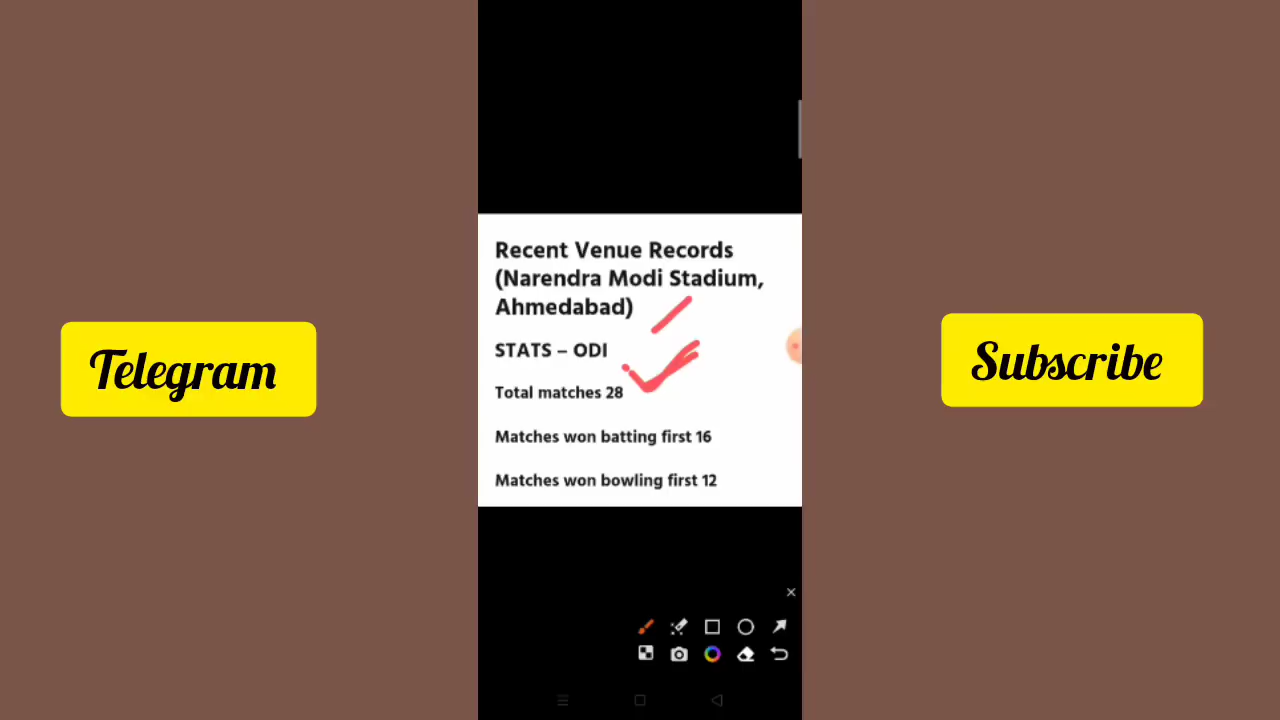 Telegram
Recent Venue Records
(Narendra Modi Stadium,
Ahmedabad)
STATS – ODI
Total matches 28
Matches won batting first 16
Matches won bowling first 12
Subscribe